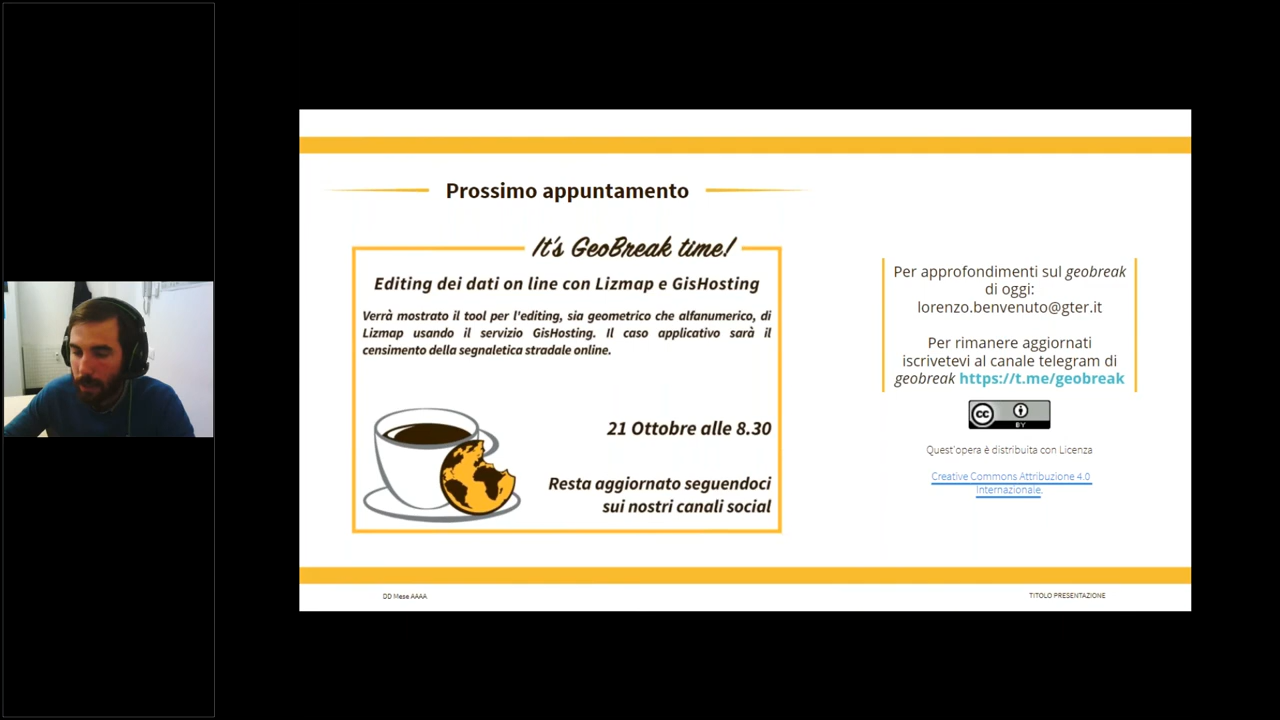 Prossimo appuntamento
It's GeoBreak time!
Editing dei dati on line con Lizmap e GisHosting
Verrà mostrato il tool per l'editing, sia geometrico che alfanumerico, di
Lizmap usando il servizio GisHosting. Il caso applicativo sarà il
censimento della segnaletica stradale online.
21 Ottobre alle 8.30
Resta aggiornato seguendoci
sui nostri canali social
Per approfondimenti sul geobreak
di oggi:
lorenzo.benvenuto@gter.it
Per rimanere aggiornati
iscrivetevi al canale telegram di
geobreak https://t.me/geobreak
cc
BY
Quest'opera è distribuita con Licenza
Creative Commons Attribuzione 4.0
Internazionale.
DD Mese AAAA
TITOLO PRESENTAZIONE